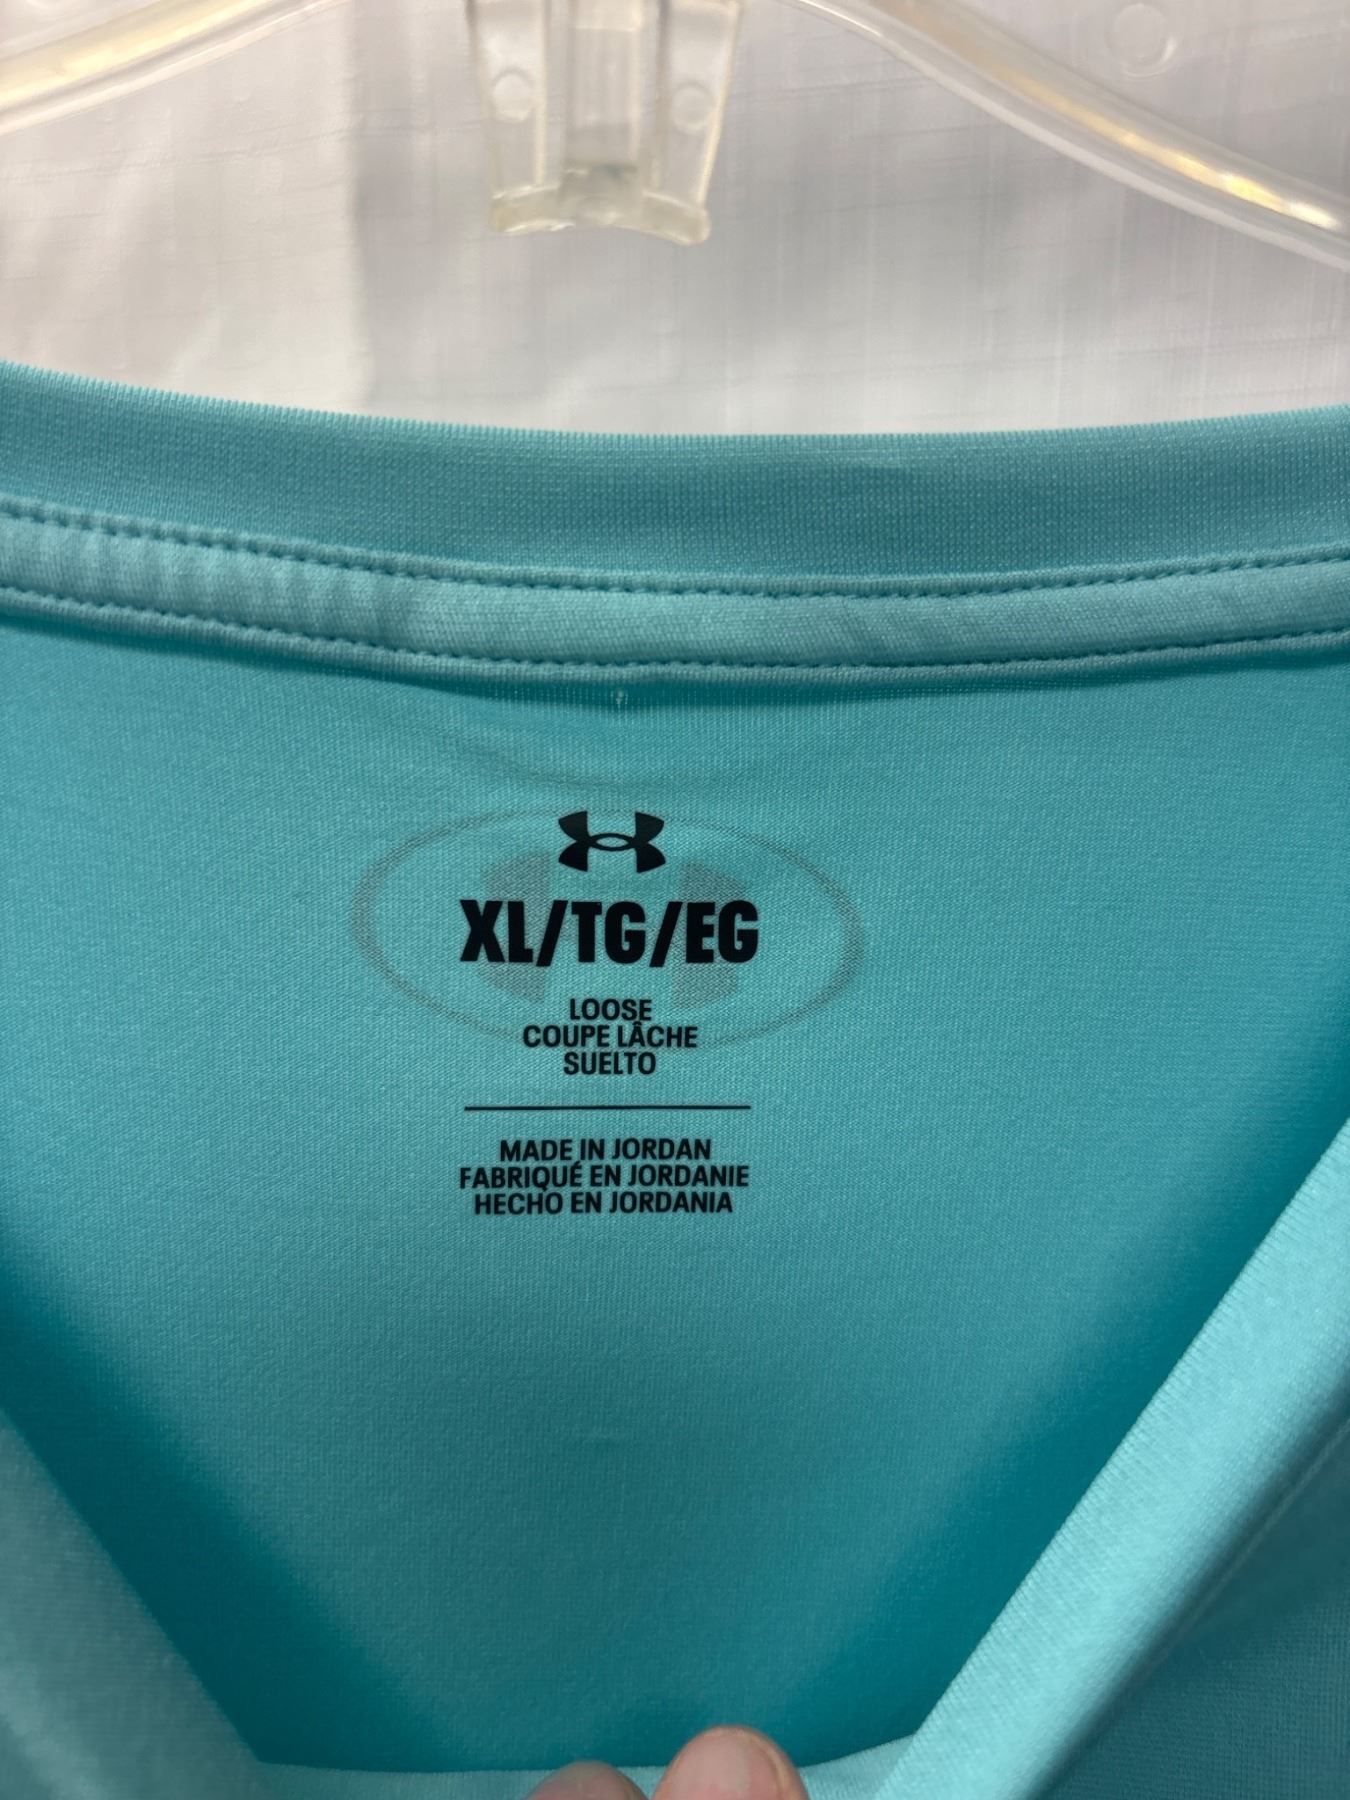 XL/TG/EG
LOOSE
COUPE LÂCHE
SUELTO
MADE IN JORDAN
FABRIQUÉ EN JORDANIE
HECHO EN JORDANIA